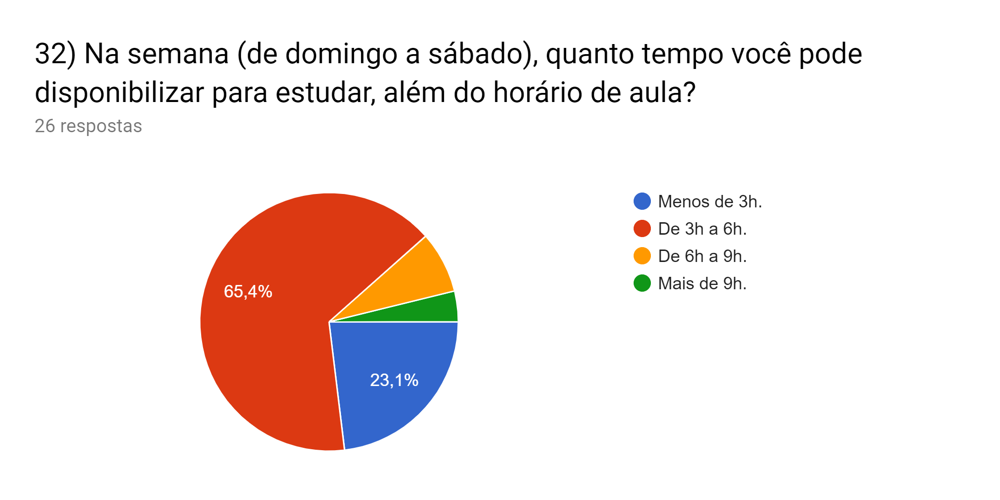 32) Na semana (de domingo a sábado), quanto tempo você pode
disponibilizar para estudar, além do horário de aula?
26 respostas
Menos de 3h.
De 3h a 6h.
De 6h a 9h.
Mais de 9h.
65,4%
23,1%